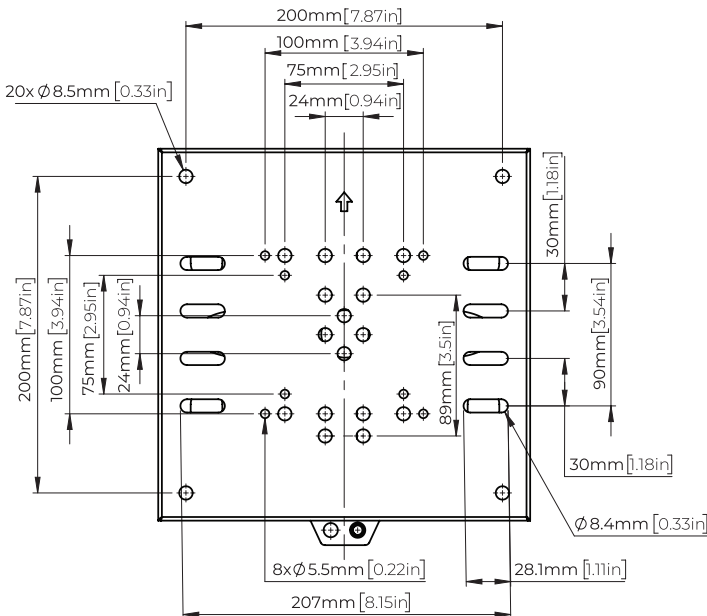 200mm[7.87in]
100mm[3.94in]
75mm[2.95in]
20x Ø8.5mm[0.33in]
24mm[0.94in]
30mm[1.18in]
200mm[7.87in]
100mm[3.94in]
75mm[2.95in]
24mm[0.94in]
89mm[3.5in]
90mm[3.54in]
30mm[1.18in]
Ø8.4mm[0.33in]
8xØ5.5mm[0.22in]
28.1mm[1.11in]
207mm[8.15in]